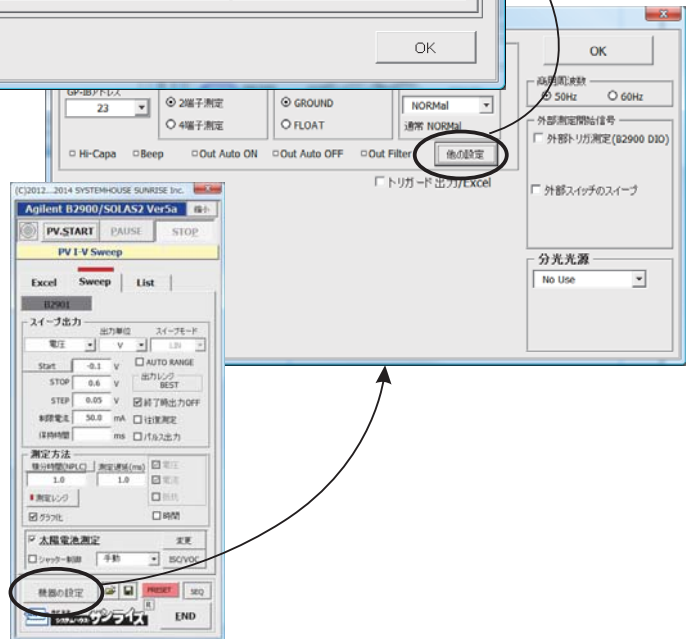 OK
OK
GP-IBアドレス
23
2端子測定
4端子測定
GROUND
FLOAT
NORMal
通常 NORMal
Hi-Capa
Beep
Out Auto ON
Out Auto OFF
Out Filter
他の設定
トリガード出力/Excel
商用周波数
50Hz
60Hz
外部測定開始信号
外部トリガ測定(B2900 DIO)
外部スイッチのスイープ
分光光源
No Use
(C)2012...2014 SYSTEMHOUSE SUNRISE Inc.
Agilent B2900/SOLAS2 Ver5a
極小
PV.START
PAUSE
STOP
PV I-V Sweep
Excel
Sweep
List
B2901
スイープ出力
出力単位
スイープモード
電圧
V
LIN
Start
-0.1
V
AUTO RANGE
STOP
0.6
V
出力レンジ
BEST
STEP
0.05
V
終了時出力OFF
制限電流
50.0
mA
往復測定
保持時間
ms
パルス出力
測定方法
積分時間(NPLC)
測定遅延(ms)
電圧
1.0
1.0
電流
測定レンジ
抵抗
グラフ化
時間
太陽電池測定
変更
シャッター制御
手動
ISC/VOC
機器の設定
PRESET
SEQ
システムハウス
サンライズ
R
END